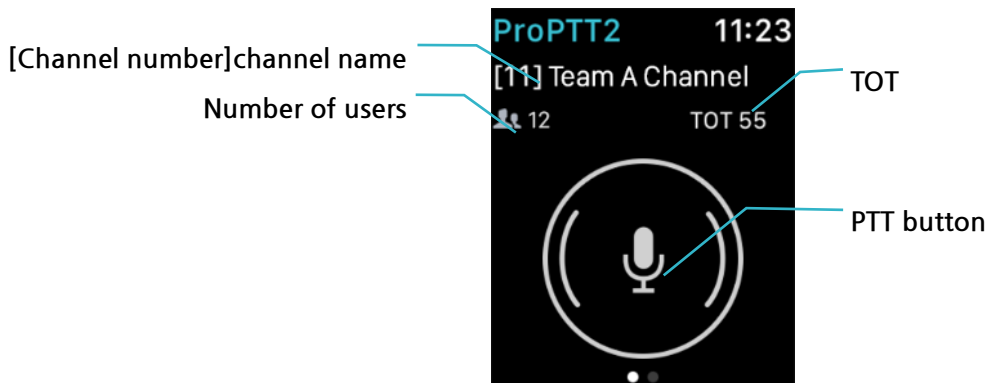 ProPTT2 11:23
[Channel number]channel name
[11] Team A Channel
TOT
Number of users
12
TOT 55
PTT button